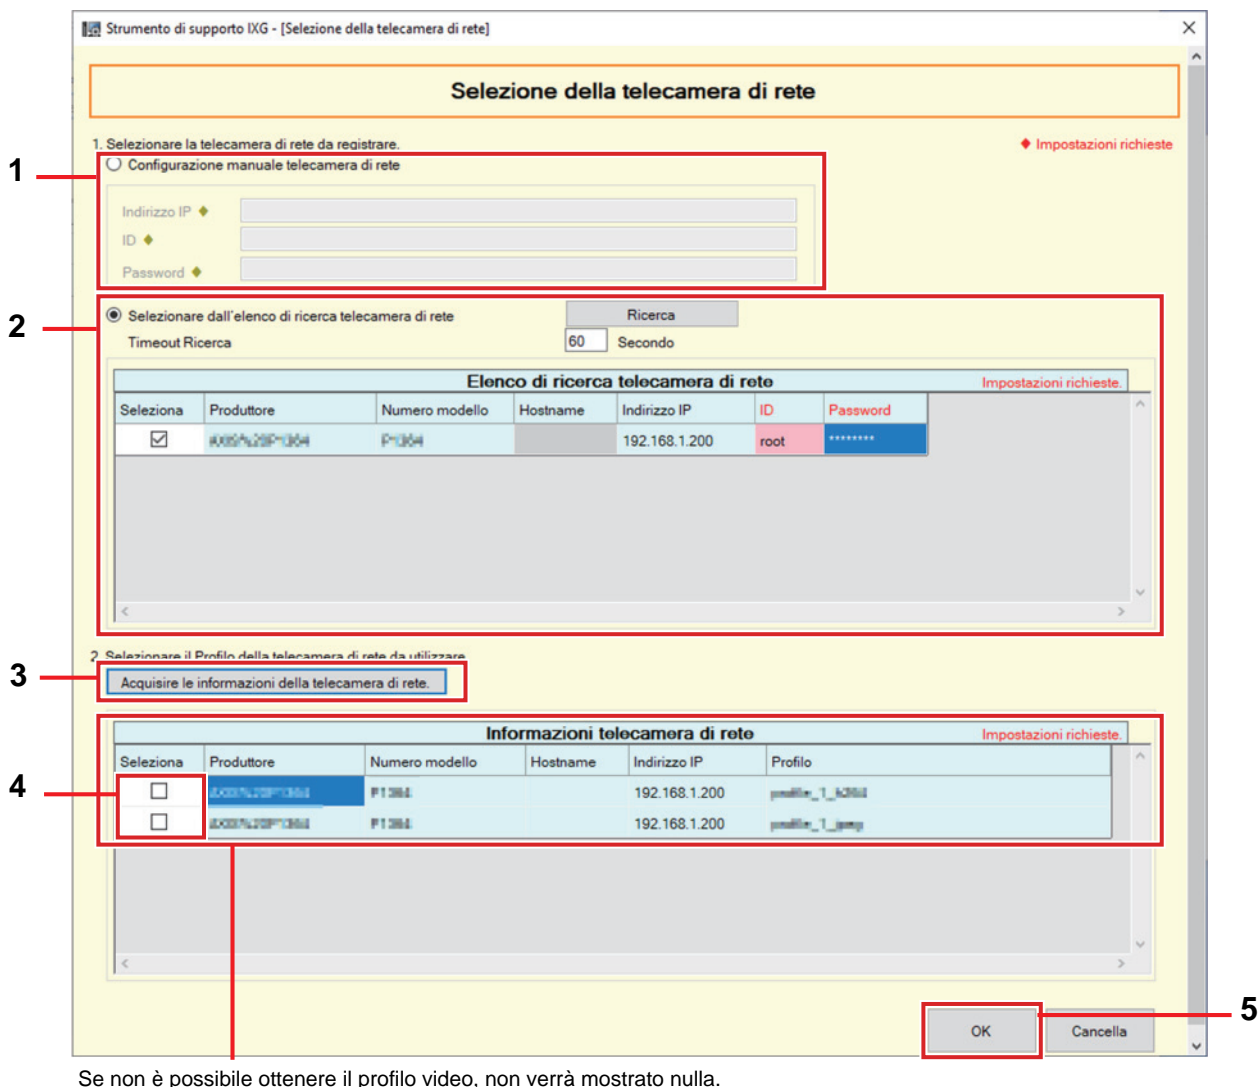 Strumento di supporto IXG - [Selezione della telecamera di rete]
Selezione della telecamera di rete
1. Selezionare la telecamera di rete da registrare.
♦ Impostazioni richieste
1
Configurazione manuale telecamera di rete
Indirizzo IP ♦
ID ♦
Password ♦
2
Selezionare dall'elenco di ricerca telecamera di rete
Ricerca
Timeout Ricerca
60
Secondo
Elenco di ricerca telecamera di rete
Impostazioni richieste.
Seleziona Produttore Numero modello Hostname Indirizzo IP ID Password
P1364 192.168.1.200 root ********
2. Selezionare il Profilo della telecamera di rete da utilizzare
3
Acquisire le informazioni della telecamera di rete.
Informazioni telecamera di rete
Impostazioni richieste.
Seleziona Produttore Numero modello Hostname Indirizzo IP Profilo
4
P1364 192.168.1.200
P1364 192.168.1.200
5
OK
Cancella
Se non è possibile ottenere il profilo video, non verrà mostrato nulla.